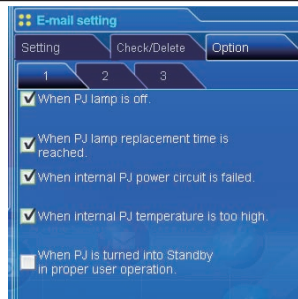 E-mail setting
Setting Check/Delete Option
1 2 3
When PJ lamp is off.
When PJ lamp replacement time is
reached.
When internal PJ power circuit is failed.
When internal PJ temperature is too high.
When PJ is turned into Standby
in proper user operation.